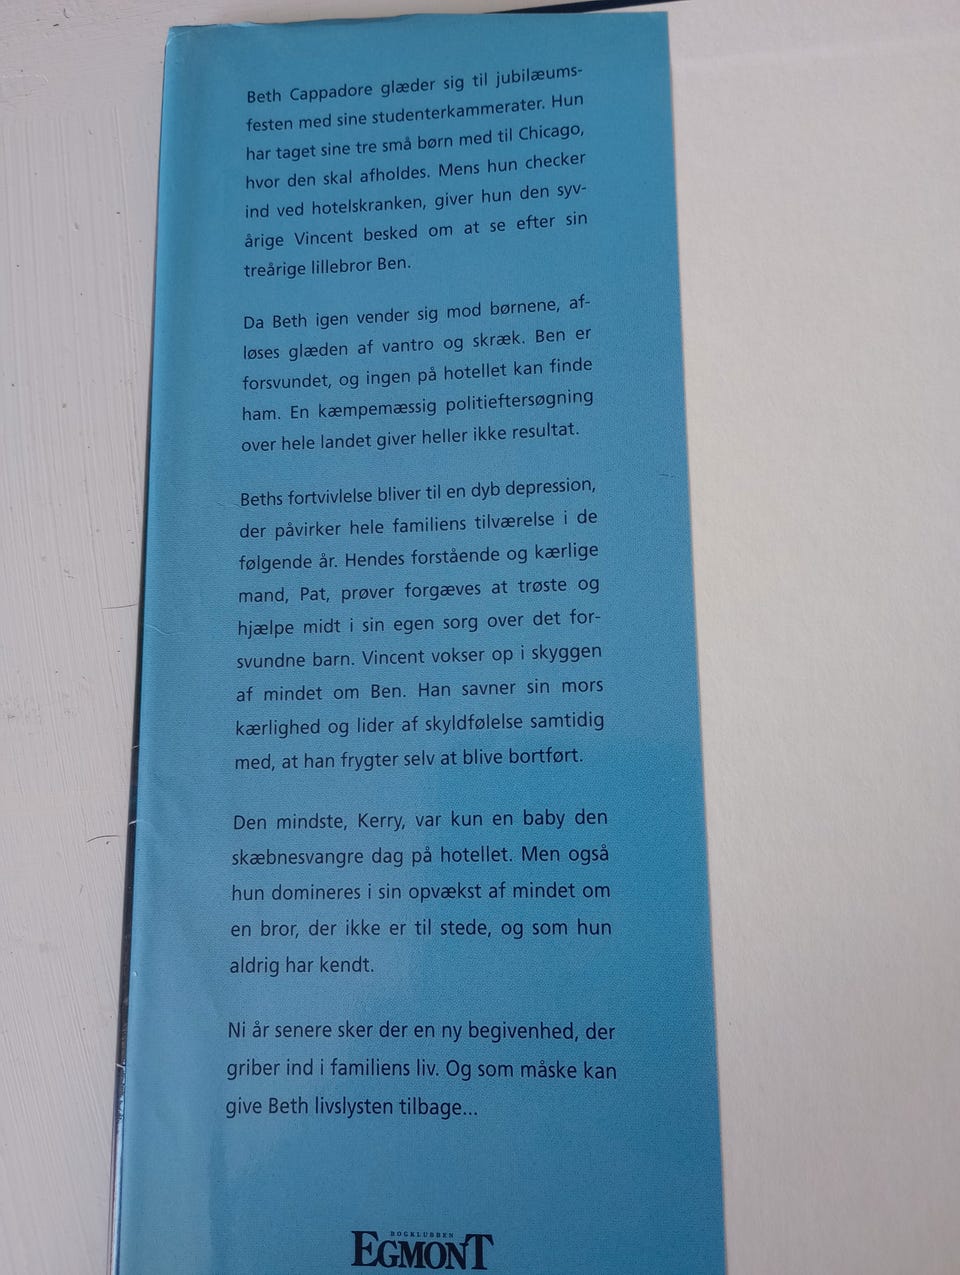 Beth Cappadore glæder sig til jubilæums-
festen med sine studenterkammerater. Hun
har taget sine tre små børn med til Chicago,
hvor den skal afholdes. Mens hun checker
ind ved hotelskranken, giver hun den syv-
årige Vincent besked om at se efter sin
treårige lillebror Ben.
Da Beth igen vender sig mod børnene, af-
løses glæden af vantro og skræk. Ben er
forsvundet, og ingen på hotellet kan finde
ham. En kæmpemæssig politieftersøgning
over hele landet giver heller ikke resultat.
Beths fortvivlelse bliver til en dyb depression,
der påvirker hele familiens tilværelse i de
følgende år. Hendes forstående og kærlige
mand, Pat, prøver forgæves at trøste og
hjælpe midt i sin egen sorg over det for-
svundne barn. Vincent vokser op i skyggen
af mindet om Ben. Han savner sin mors
kærlighed og lider af skyldfølelse samtidig
med, at han frygter selv at blive bortført.
Den mindste, Kerry, var kun en baby den
skæbnesvangre dag på hotellet. Men også
hun domineres i sin opvækst af mindet om
en bror, der ikke er til stede, og som hun
aldrig har kendt.
Ni år senere sker der en ny begivenhed, der
griber ind i familiens liv. Og som måske kan
give Beth livslysten tilbage...
BOGKLUBBEN
EGMONT